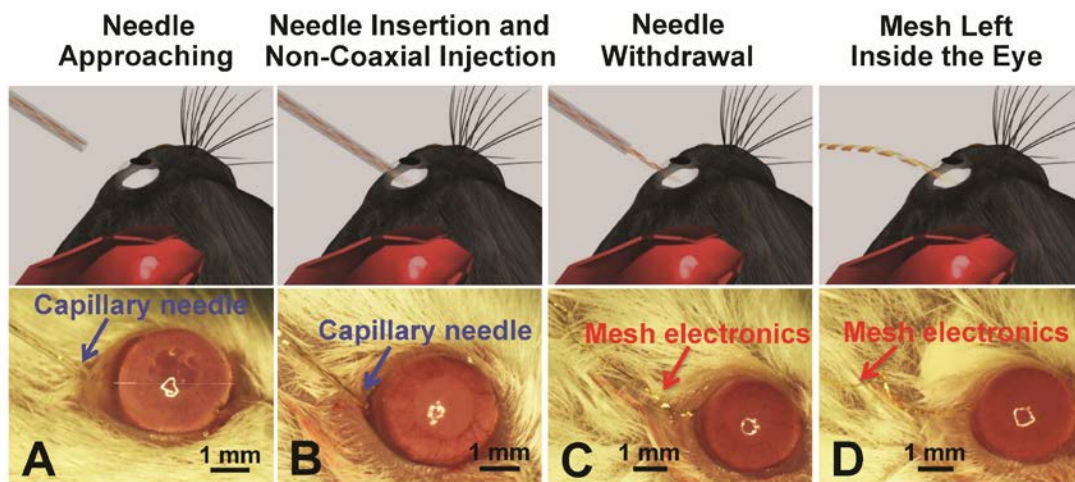 Needle
Approaching
Needle Insertion and
Non-Coaxial Injection
Needle
Withdrawal
Mesh Left
Inside the Eye
Capillary needle
A
1 mm
Capillary needle
B
1 mm
Mesh electronics
C
1 mm
Mesh electronics
D
1 mm